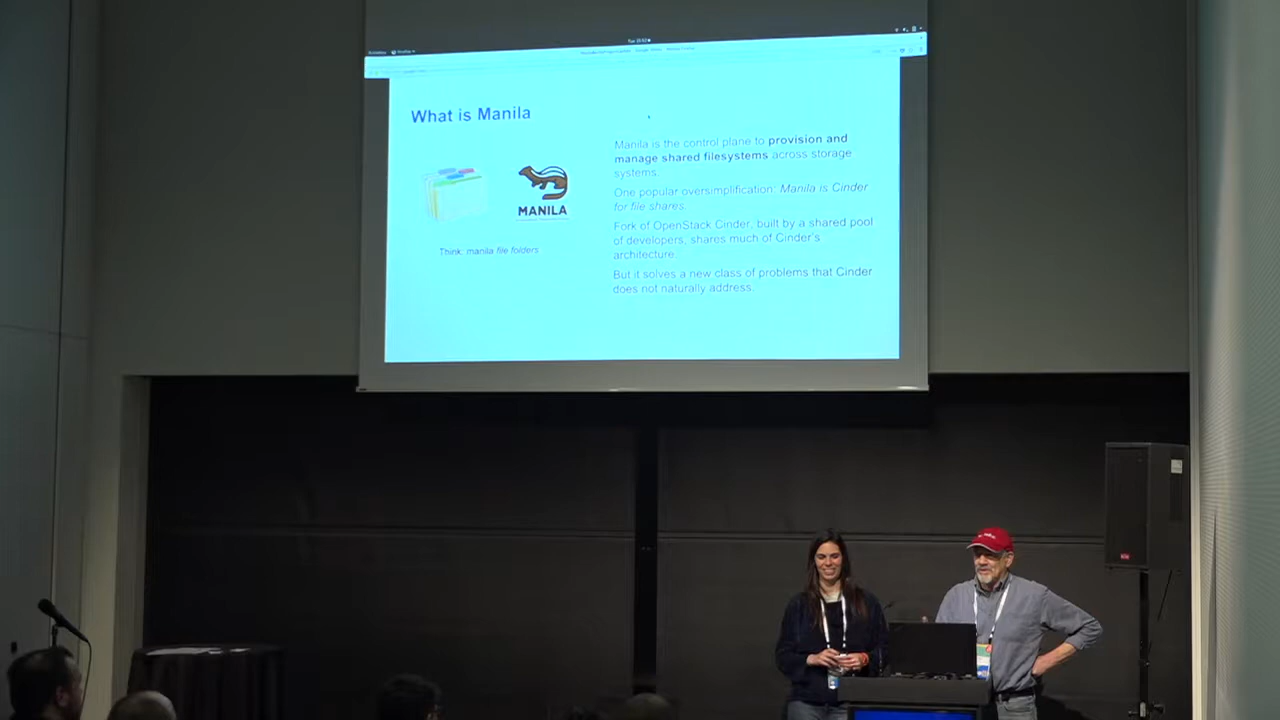 What is Manila
Manila is the control plane to provision and
manage shared filesystems across storage
systems.
One popular oversimplification: Manila is Cinder
for file shares.
Fork of OpenStack Cinder, built by a shared pool
of developers, shares much of Cinder's
architecture.
But it solves a new class of problems that Cinder
does not naturally address.
MANILA
Think: manila file folders